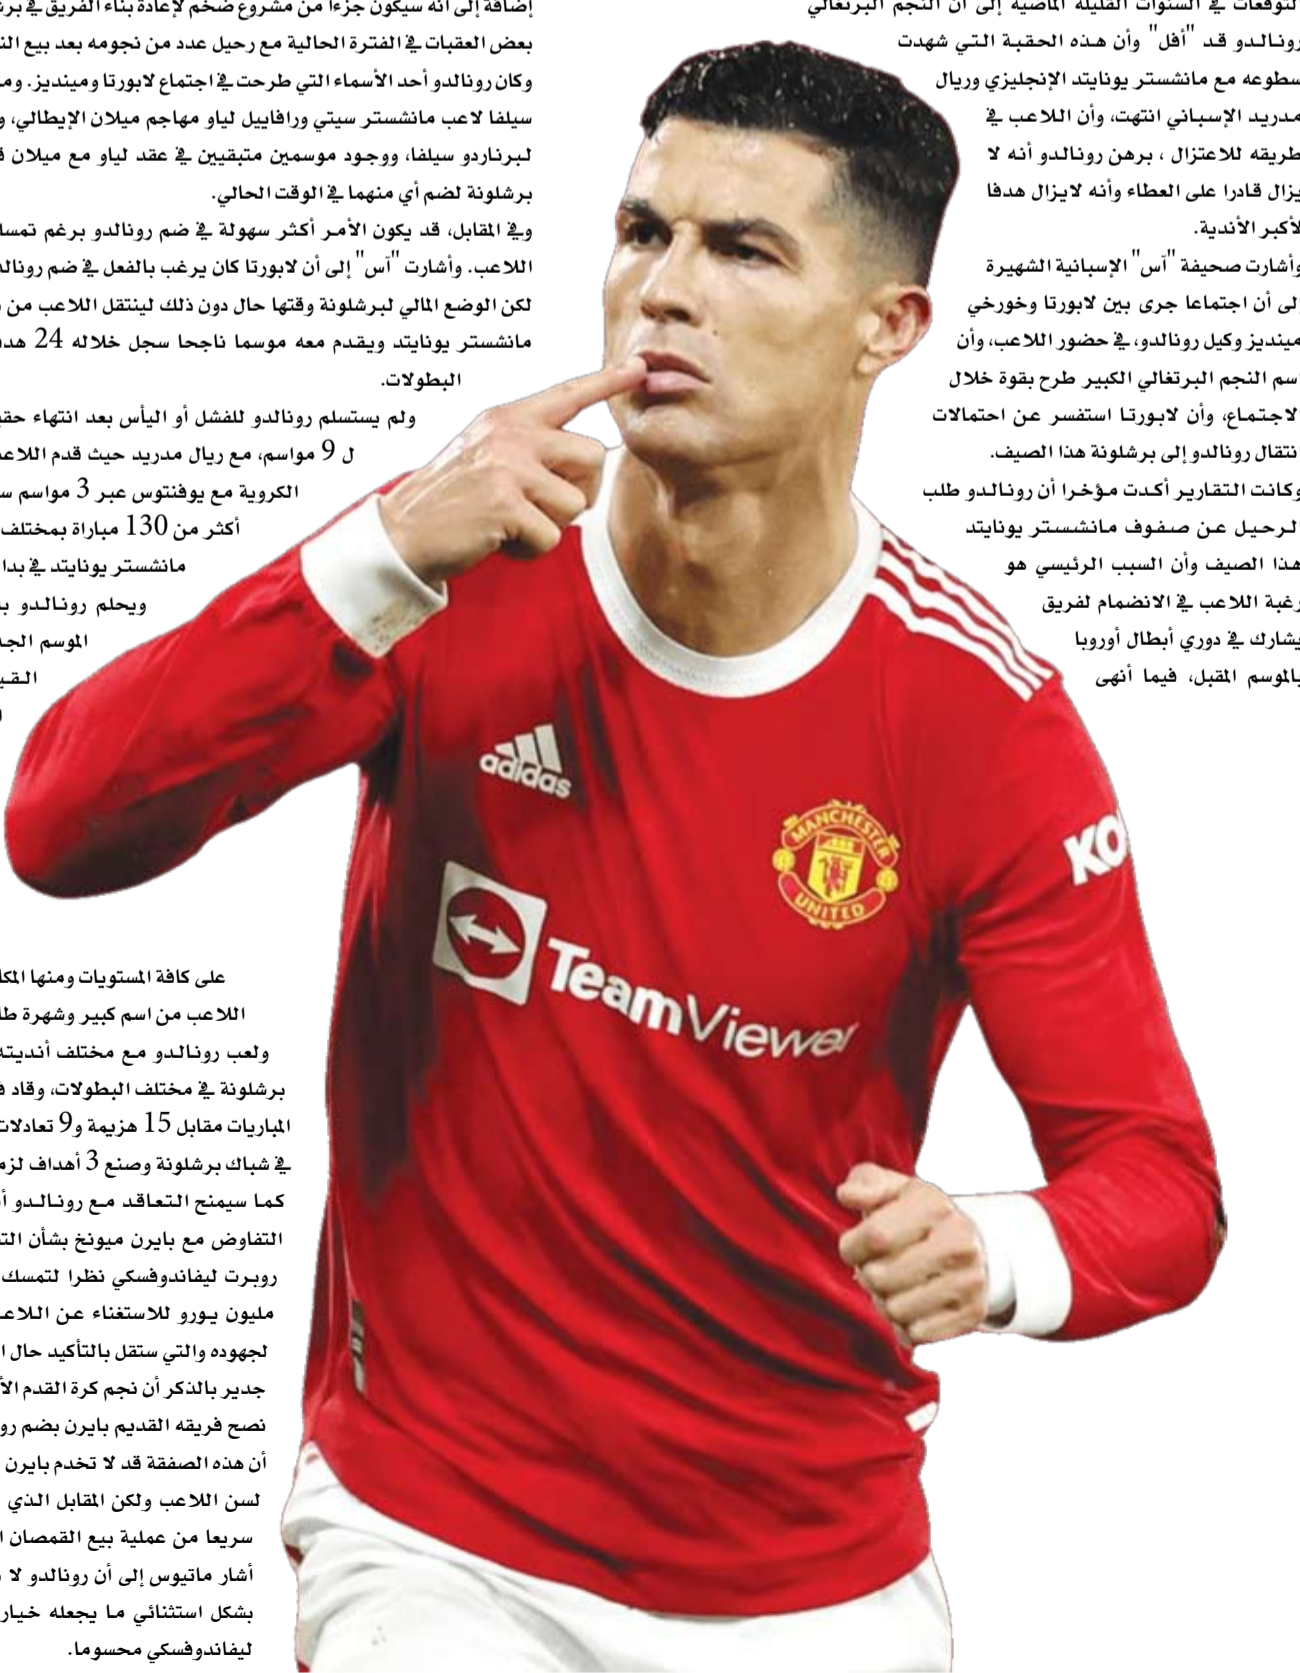 التوقعات في السنوات القليلة الماضية إلى أن النجم البرتغالي
رونالدو قد "أفل" وأن هذه الحقبة التي شهدت
سطوعه مع مانشستر يونايتد الإنجليزي وريال
مدريد الإسباني انتهت، وأن اللاعب في
طريقه للاعتزال ، برهن رونالدو أنه لا
يزال قادرا على العطاء وأنه لايزال هدفا
لأكبر الأندية.
وأشارت صحيفة "آس" الإسبانية الشهيرة
إلى أن اجتماعا جرى بين لابورتا وخورخي
مينديز وكيل رونالدو، في حضور اللاعب، وأن
اسم النجم البرتغالي الكبير طرح بقوة خلال
الاجتماع، وأن لابورتا استفسر عن احتمالات
انتقال رونالدو إلى برشلونة هذا الصيف.
وكانت التقارير أكدت مؤخرا أن رونالدو طلب
الرحيل عن صفوف مانشستر يونايتد
هذا الصيف وأن السبب الرئيسي هو
رغبة اللاعب في الانضمام لفريق
يشارك في دوري أبطال أوروبا
بالموسم المقبل، فيما أنهى
إضافة إلى أنه سيكون جزءا من مشروع ضخم لإعادة بناء الفريق في
بعض العقبات في الفترة الحالية مع رحيل عدد من نجومه بعد بيع
وكان رونالدو أحد الأسماء التي طرحت في اجتماع لابورتا ومينديز.
سيلفا لاعب مانشستر سيتي ورافاييل لياو مهاجم ميلان الإيطالي،
لبرناردو سيلفا، ووجود موسمين متبقيين في عقد لياو مع ميلان
برشلونة لضم أي منهما في الوقت الحالي.
وفي المقابل، قد يكون الأمر أكثر سهولة في ضم رونالدو برغم
اللاعب. وأشارت "آس" إلى أن لابورتا كان يرغب بالفعل في ضم
لكن الوضع المالي لبرشلونة وقتها حال دون ذلك لينتقل اللاعب من
مانشستر يونايتد ويقدم معه موسما ناجحا سجل خلاله 24
البطولات.
ولم يستسلم رونالدو للفشل أو اليأس بعد انتهاء
ل 9 مواسم، مع ريال مدريد حيث قدم
الكروية مع يوفنتوس عبر 3 مواسم
أكثر من 130 مباراة بمختلف
مانشستر يونايتد في
ويحلم رونالدو
الموسم
على كافة المستويات ومنها
اللاعب من اسم كبير وشهرة
ولعب رونالدو مع مختلف أنديته
برشلونة في مختلف البطولات، وقاد
المباريات مقابل 15 هزيمة و9 تعادلات
في شباك برشلونة وصنع 3 أهداف
كما سيمنح التعاقد مع رونالدو
التفاوض مع بايرن ميونخ بشأن
روبرت ليفاندوفسكي نظرا لتمسك
مليون يورو للاستغناء عن
لجهوده والتي ستقل بالتأكيد حال
جدير بالذكر أن نجم كرة القدم
نصح فريقه القديم بايرن بضم
أن هذه الصفقة قد لا تخدم بايرن
لسن اللاعب ولكن المقابل الذي
سريعا من عملية بيع القمصان
أشار ماتيوس إلى أن رونالدو لا
بشكل استثنائي ما يجعله
ليفاندوفسكي محسوما.
adidas
MANCHESTER
UNITED
KO
TeamViewer